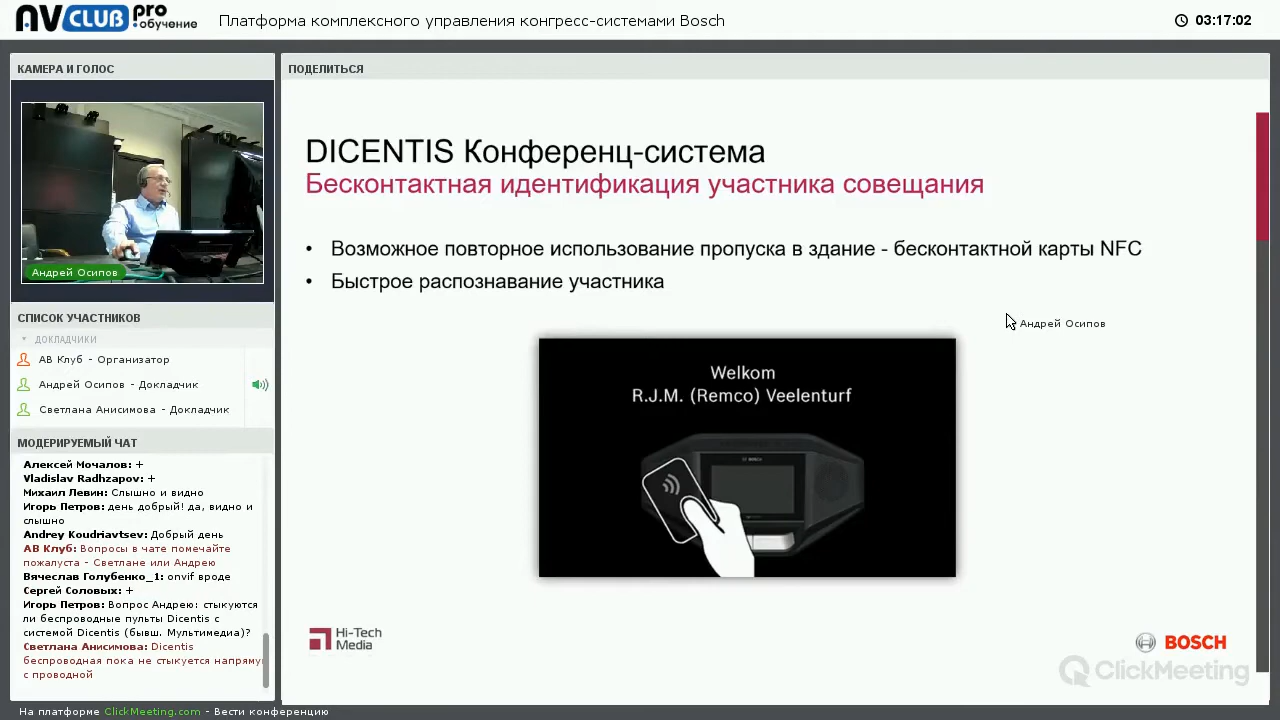 AVCLUB pro
:обучение
Платформа комплексного управления конгресс-системами Bosch
03:17:02
КАМЕРА И ГОЛОС
Андрей Осипов
СПИСОК УЧАСТНИКОВ
ДОКЛАДЧИКИ
АВ Клуб - Организатор
Андрей Осипов - Докладчик
Светлана Анисимова - Докладчик
МОДЕРИРУЕМЫЙ ЧАТ
Алексей Мочалов: +
Vladislav Radhzapov: +
Михаил Левин: Слышно и видно
Игорь Петров: день добрый! да, видно и
слышно
Andrey Koudriavtsev: Добрый день
АВ Клуб: Вопросы в чате помечайте
пожалуста - Светлане или Андрею
Вячеслав Голубенко_1: onvif вроде
Сергей Соловых: +
Игорь Петров: Вопрос Андрею: стыкуются
ли беспроводные пульты Dicentis с
системой Dicentis (бывш. Мультимедиа)?
Светлана Анисимова: Dicentis
беспроводная пока не стыкуется напрямую
с проводной
ПОДЕЛИТЬСЯ
DICENTIS Конференц-система
Бесконтактная идентификация участника совещания
• Возможное повторное использование пропуска в здание - бесконтактной карты NFC
• Быстрое распознавание участника
Андрей Осипов
Welkom
R.J.M. (Remco) Veelenturf
BOSCH
Hi-Tech
Media
BOSCH
ClickMeeting
На платформе ClickMeeting.com - Вести конференцию